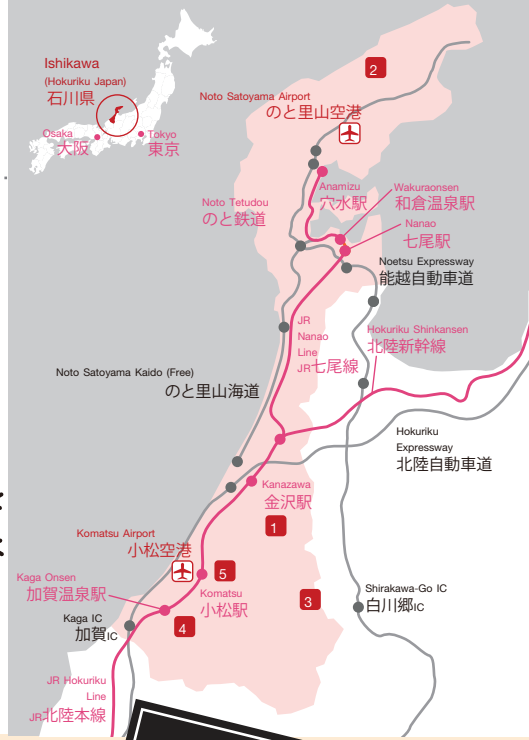 Ishikawa
(Hokuriku Japan)
石川県
Osaka
大阪
Tokyo
東京
2
Noto Satoyama Airport
のと里山空港
Anamizu
穴水駅
Wakuraonsen
和倉温泉駅
Noto Tetudou
のと鉄道
Nanao
七尾駅
Noetsu Expressway
能越自動車道
JR
Nanao
Line
JR七尾線
Hokuriku Shinkansen
北陸新幹線
Noto Satoyama Kaido (Free)
のと里山海道
Hokuriku
Expressway
北陸自動車道
Kanazawa
金沢駅
1
Komatsu Airport
小松空港
5
Kaga Onsen
加賀温泉駅
Komatsu
小松駅
3
Shirakawa-Go IC
白川郷IC
Kaga IC
加賀IC
4
JR Hokuriku
Line
JR北陸本線